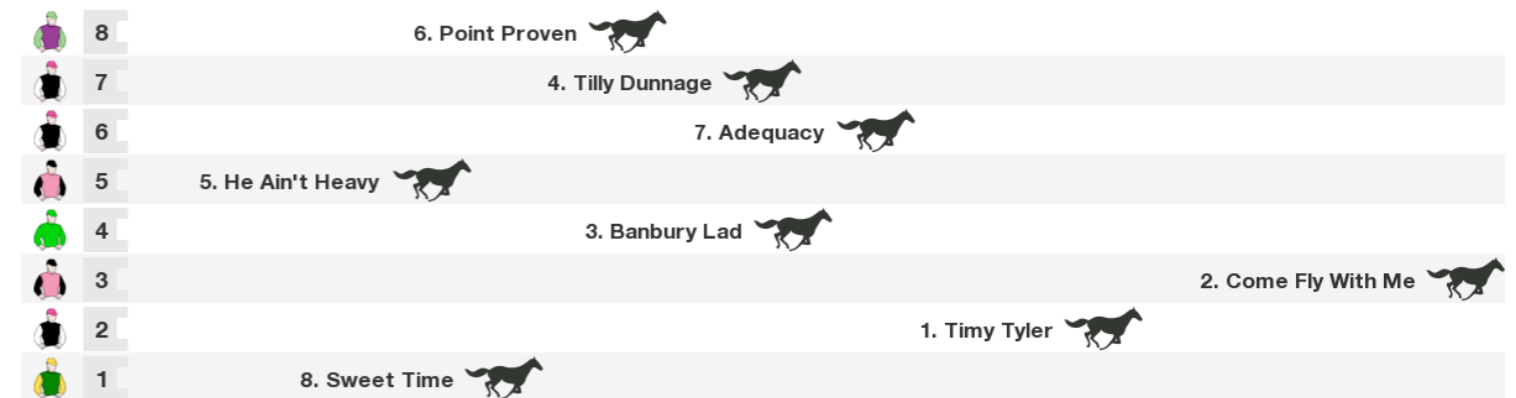 8 6. Point Proven
7 4. Tilly Dunnage
6 7. Adequacy
5 5. He Ain't Heavy
4 3. Banbury Lad
3 2. Come Fly With Me
2 1. Timy Tyler
1 8. Sweet Time